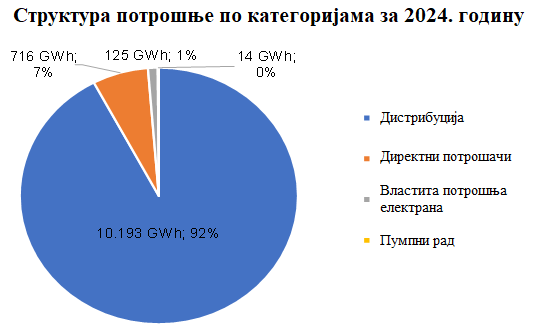 Структура потрошње по категоријама за 2024. годину
716 GWh;
7%
125 GWh; 1%
14 GWh;
0%
10.193 GWh; 92%
Дистрибуција
Директни потрошачи
Властита потрошња
електрана
Пумпни рад